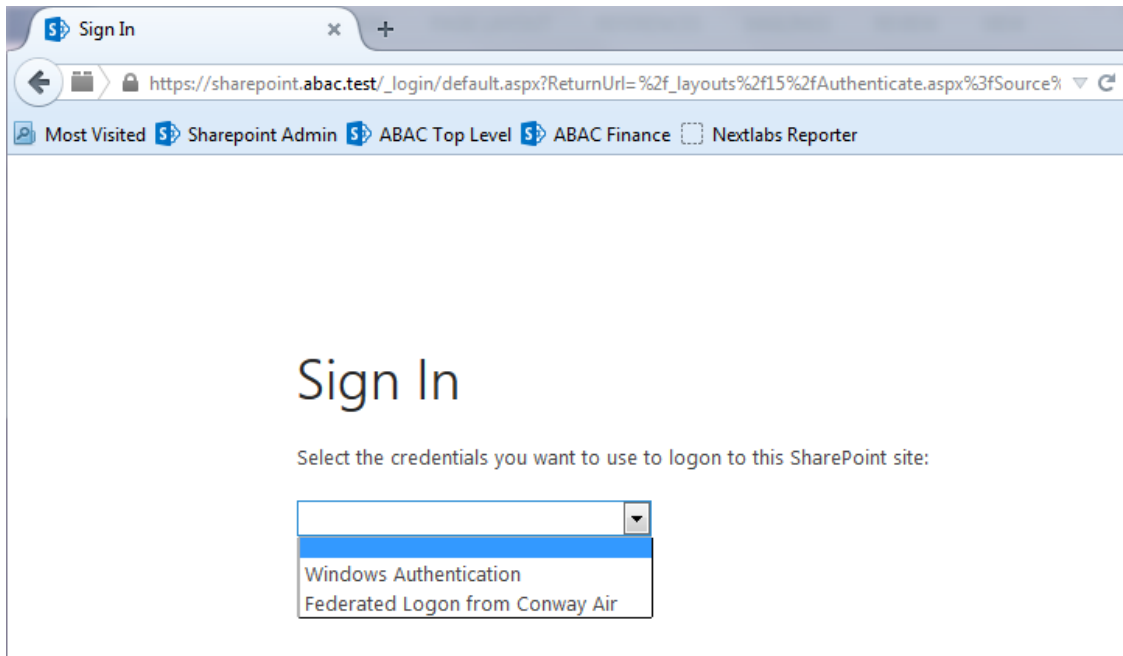 Sign In
https://sharepoint.abac.test/_login/default.aspx?ReturnUrl=%2f_layouts%2f15%2fAuthenticate.aspx%3fSource%
Most Visited Sharepoint Admin ABAC Top Level ABAC Finance Nextlabs Reporter
Sign In
Select the credentials you want to use to logon to this SharePoint site:
Windows Authentication
Federated Logon from Conway Air